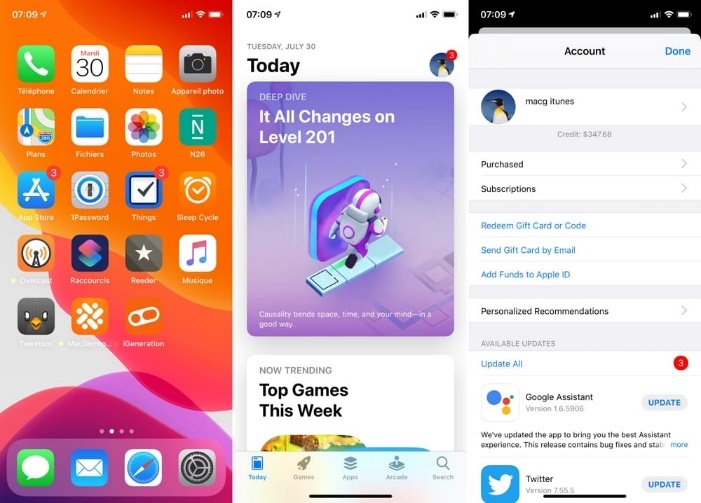 07:09
Mardi
30
Téléphone
Calendrier
Notes
Appareil photo
Plans
Fichiers
Photos
N26
3
3
App Store
1Password
Things
Sleep Cycle
Overcast
Raccourcis
Reeder
Musique
Tweetbot
iGeneration
07:09
TUESDAY, JULY 30
Today
3
DEEP DIVE
It All Changes on
Level 201
Causality bends space, time, and your mind—in a
good way.
NOW TRENDING
Top Games
This Week
Today
Games
Apps
Arcade
Search
07:09
Account
Done
macg itunes
Credit: $347.68
Purchased
Subscriptions
Redeem Gift Card or Code
Send Gift Card by Email
Add Funds to Apple ID
Personalized Recommendations
AVAILABLE UPDATES
Update All
3
Google Assistant
Version 1.6.5906
UPDATE
We've updated the app to bring you the best Assistant
experience. This release contains bug fixes and
more
Twitter
Version 7.55.5
UPDATE